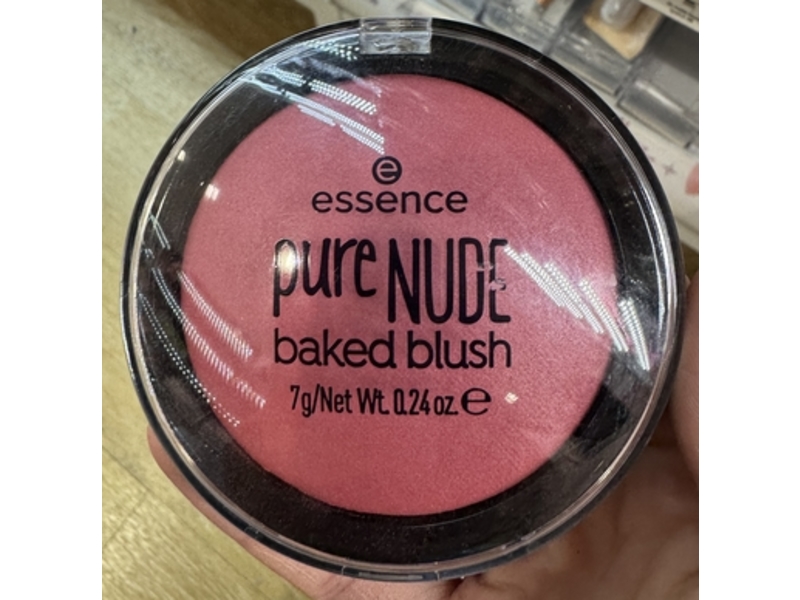 e
essence
pure NUDE
baked blush
7g/Net Wt. 0.24 oz. ℮